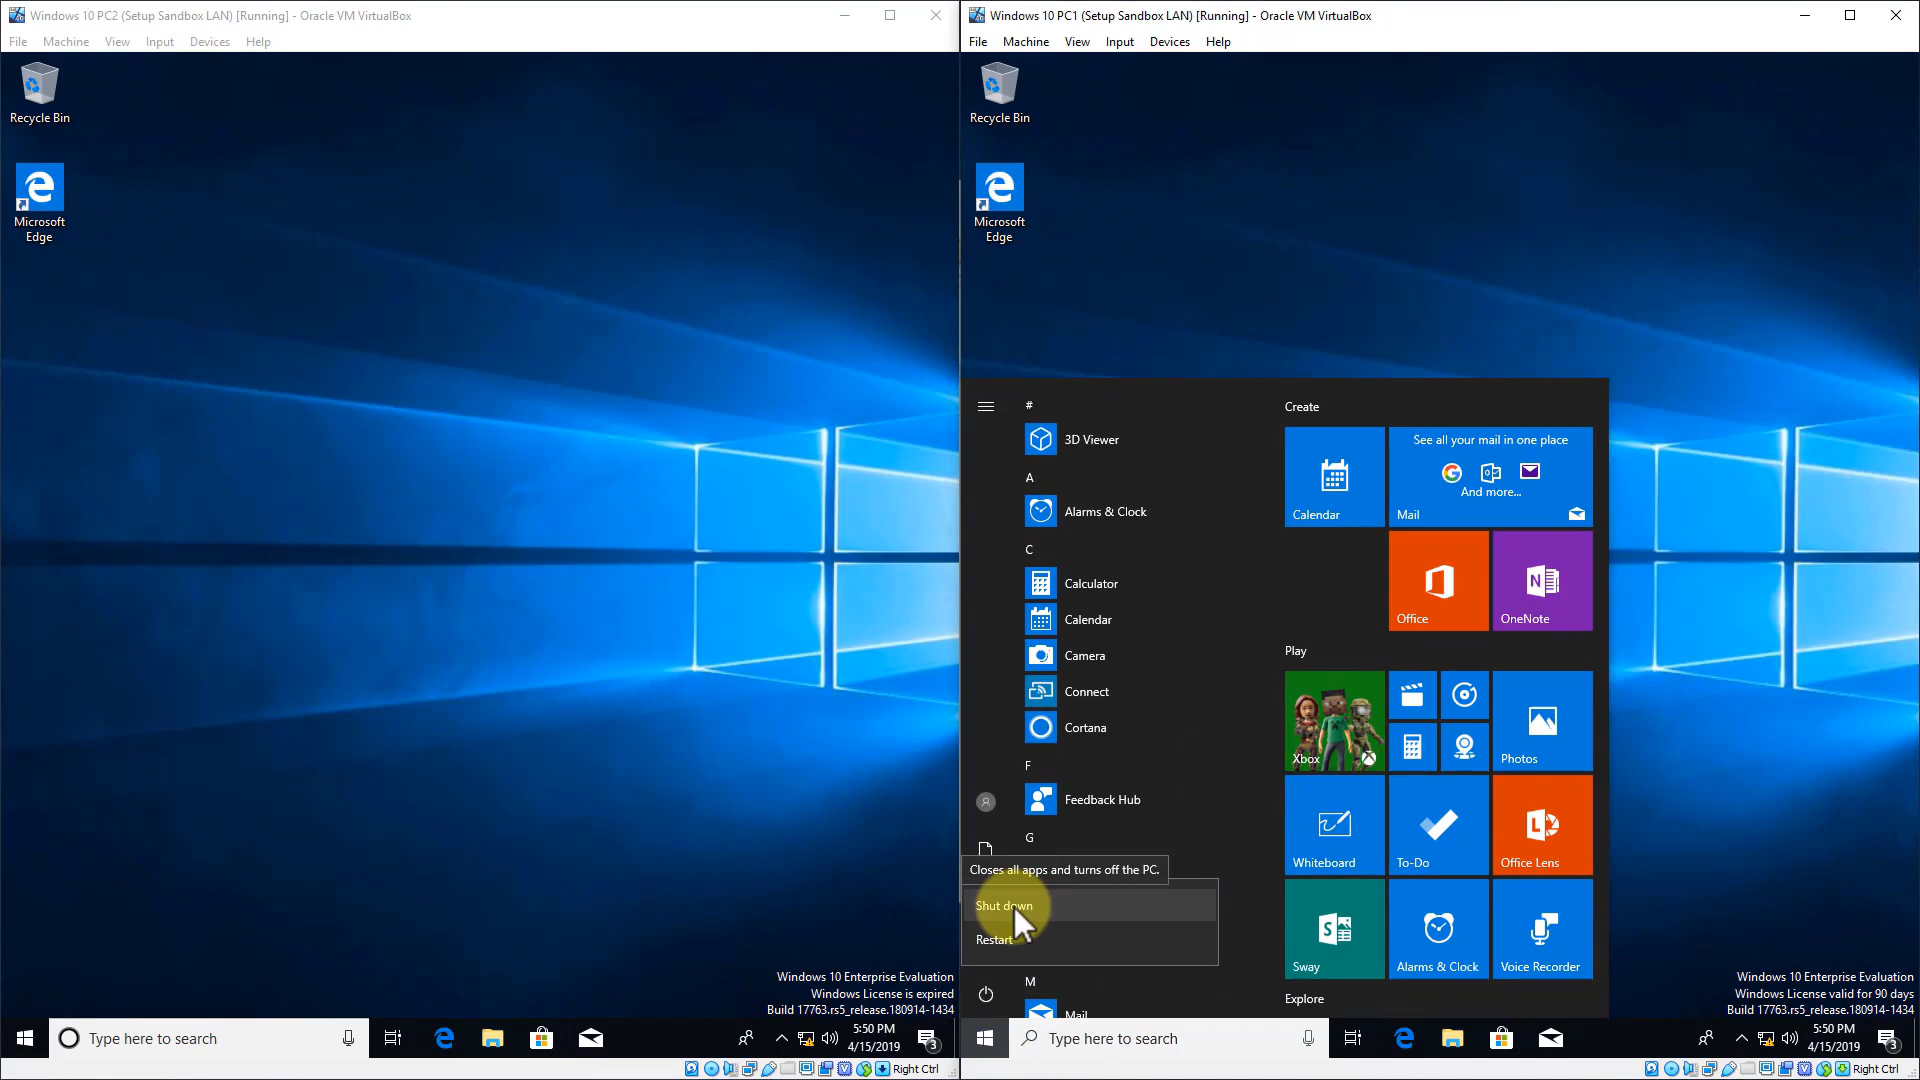 Windows 10 PC2 (Setup Sandbox LAN) [Running] - Oracle VM VirtualBox
File Machine View Input Devices Help
Recycle Bin
Microsoft
Edge
Windows 10 Enterprise Evaluation
Windows License is expired
Build 17763.rs5_release.180914-1434
Type here to search
5:50 PM
4/15/2019
3
Right Ctrl
Windows 10 PC1 (Setup Sandbox LAN) [Running] - Oracle VM VirtualBox
File Machine View Input Devices Help
Recycle Bin
Microsoft
Edge
#
3D Viewer
A
Alarms & Clock
C
Calculator
Calendar
Camera
Connect
Cortana
F
Feedback Hub
G
Closes all apps and turns off the PC.
Shut down
Restart
M
Mail
Create
Calendar
See all your mail in one place
And more...
Mail
Office
OneNote
Play
Xbox
Photos
Whiteboard
To-Do
Office Lens
Sway
Alarms & Clock
Voice Recorder
Explore
Windows 10 Enterprise Evaluation
Windows License valid for 90 days
Build 17763.rs5_release.180914-1434
Type here to search
5:50 PM
4/15/2019
3
Right Ctrl